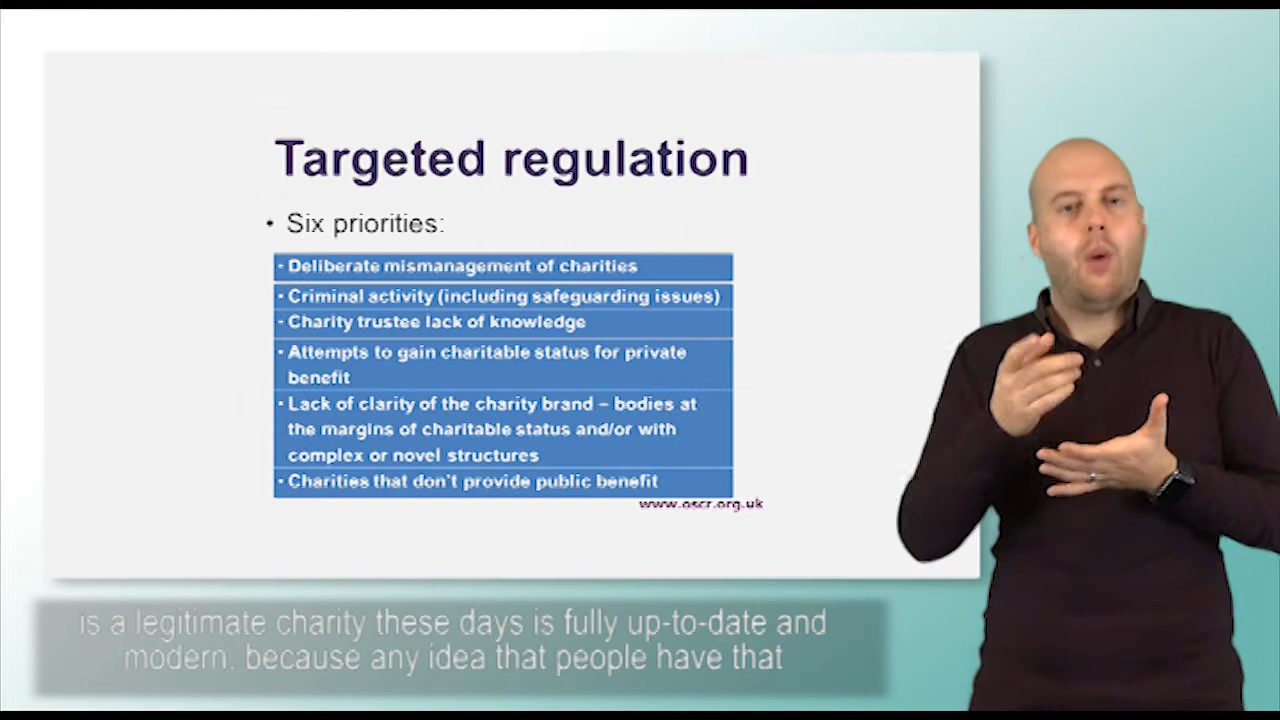 Targeted regulation
• Six priorities:
• Deliberate mismanagement of charities
• Criminal activity (including safeguarding issues)
• Charity trustee lack of knowledge
• Attempts to gain charitable status for private
benefit
• Lack of clarity of the charity brand – bodies at
the margins of charitable status and/or with
complex or novel structures
• Charities that don't provide public benefit
www.oscr.org.uk
is a legitimate charity these days is fully up-to-date and
modern, because any idea that people have that